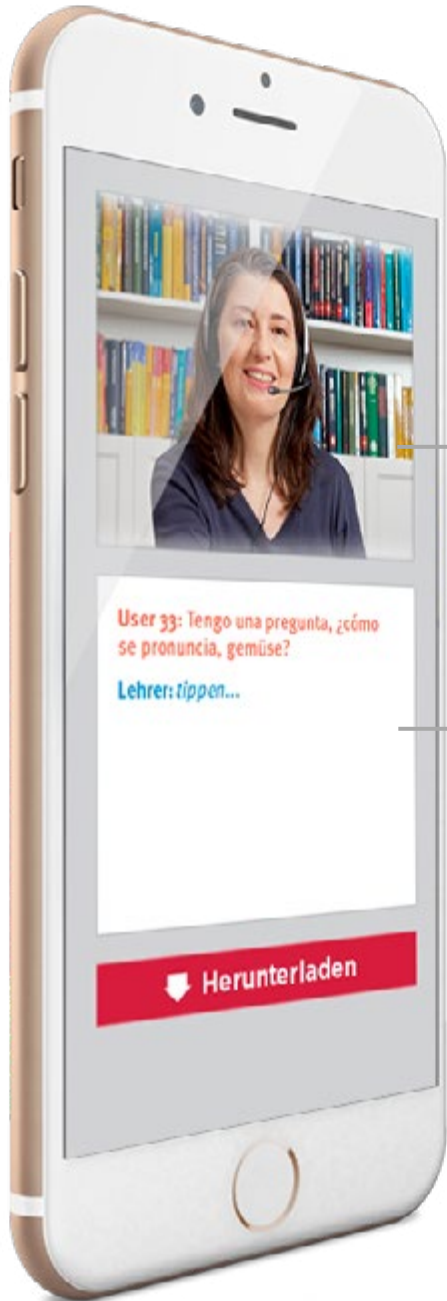 User 33: Tengo una pregunta, ¿cómo
se pronuncia, gemüse?
Lehrer: tippen...
Herunterladen